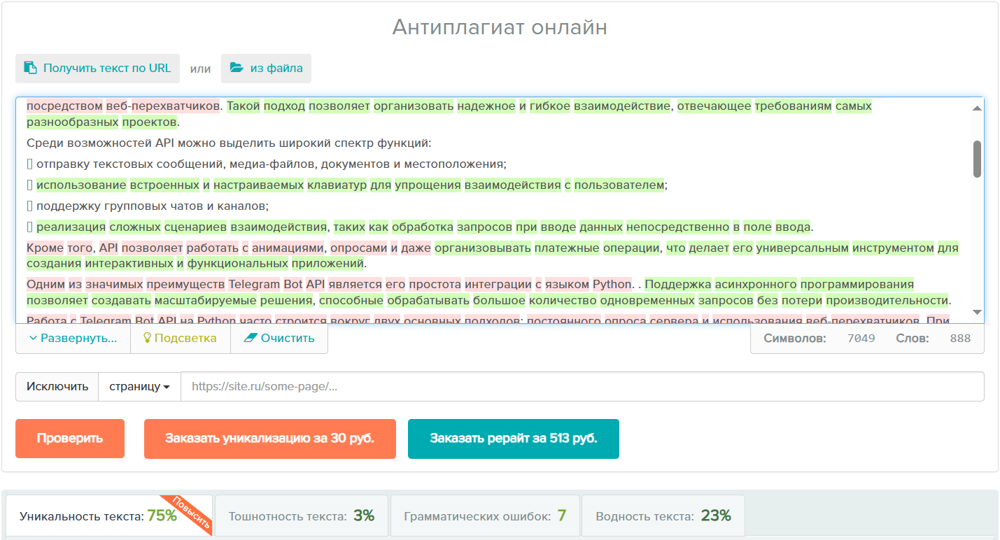 Антиплагиат онлайн
Получить текст по URL или из файла
посредством веб-перехватчиков. Такой подход позволяет организовать надежное и гибкое взаимодействие, отвечающее требованиям самых
разнообразных проектов.
Среди возможностей API можно выделить широкий спектр функций:
отправку текстовых сообщений, медиа-файлов, документов и местоположения;
использование встроенных и настраиваемых клавиатур для упрощения взаимодействия с пользователем;
поддержку групповых чатов и каналов;
реализация сложных сценариев взаимодействия, таких как обработка запросов при вводе данных непосредственно в поле ввода.
Кроме того, API позволяет работать с анимациями, опросами и даже организовывать платежные операции, что делает его универсальным инструментом для
создания интерактивных и функциональных приложений.
Одним из значимых преимуществ Telegram Bot API является его простота интеграции с языком Python. . Поддержка асинхронного программирования
позволяет создавать масштабируемые решения, способные обрабатывать большое количество одновременных запросов без потери производительности.
Работа с Telegram Bot API на Python часто строится вокруг двух основных подходов: постоянного опроса сервера и использования веб-перехватчиков. При
Развернуть... Подсветка Очистить Символов: 7049 Слов: 888
Исключить страницу https://site.ru/some-page/...
Проверить Заказать уникализацию за 30 руб. Заказать рерайт за 513 руб.
Уникальность текста: 75% Повысить Тошнотность текста: 3% Грамматических ошибок: 7 Водность текста: 23%